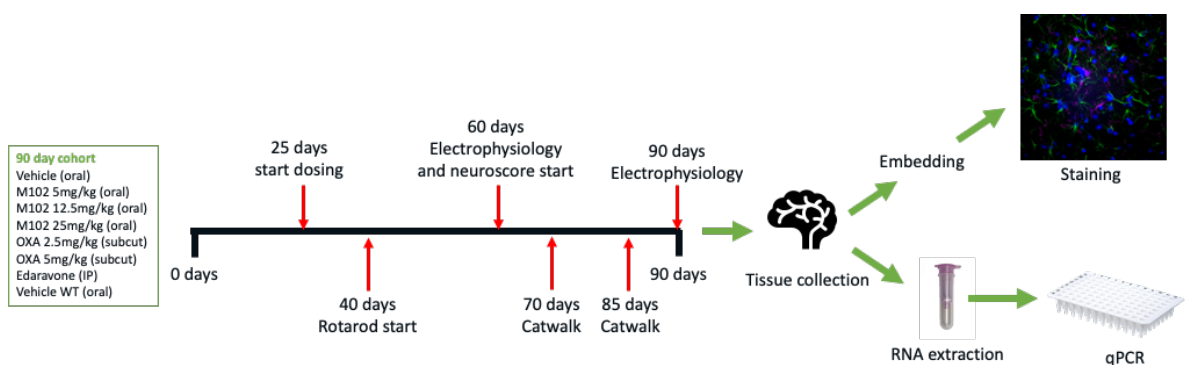 90 day cohort
Vehicle (oral)
M102 5mg/kg (oral)
M102 12.5mg/kg (oral)
M102 25mg/kg (oral)
OXA 2.5mg/kg (subcut)
OXA 5mg/kg (subcut)
Edaravone (IP)
Vehicle WT (oral)
0 days
25 days
start dosing
40 days
Rotarod start
60 days
Electrophysiology
and neuroscore start
70 days
Catwalk
85 days
Catwalk
90 days
Electrophysiology
90 days
Tissue collection
Embedding
Staining
RNA extraction
qPCR